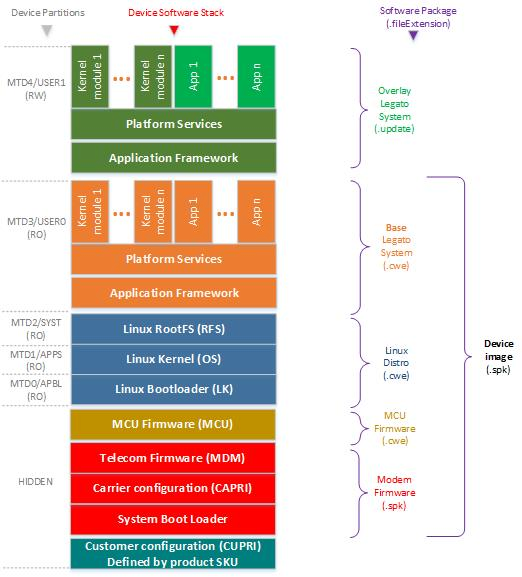 Device Partitions
Device Software Stack
Software Package
(.fileExtension)
MTD4/USER1
(RW)
Kernel
module 1
...
Kernel
module n
App 1
...
App n
Platform Services
Application Framework
Overlay
Legato
System
(.update)
MTD3/USER0
(RO)
Kernel
module 1
...
Kernel
module n
App 1
...
App n
Platform Services
Application Framework
Base
Legato
System
(.cwe)
MTD2/SYST
(RO)
Linux RootFS (RFS)
MTD1/APPS
(RO)
Linux Kernel (OS)
MTD0/APBL
(RO)
Linux Bootloader (LK)
Linux
Distro
(.cwe)
Device
image
(.spk)
HIDDEN
MCU Firmware (MCU)
MCU
Firmware
(.cwe)
Telecom Firmware (MDM)
Carrier configuration (CAPRI)
System Boot Loader
Modem
Firmware
(.spk)
Customer configuration (CUPRI)
Defined by product SKU